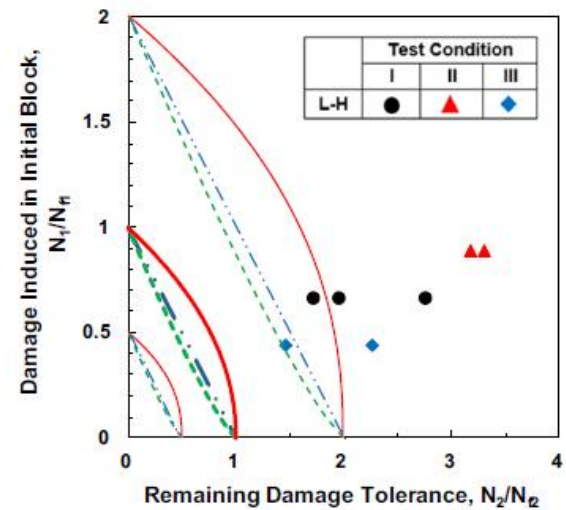 2
1.5
1
0.5
0
0
1
2
3
4
Damage Induced in Initial Block,
N1/Nf1
Test Condition
I II III
L-H
Remaining Damage Tolerance, N2/Nf2